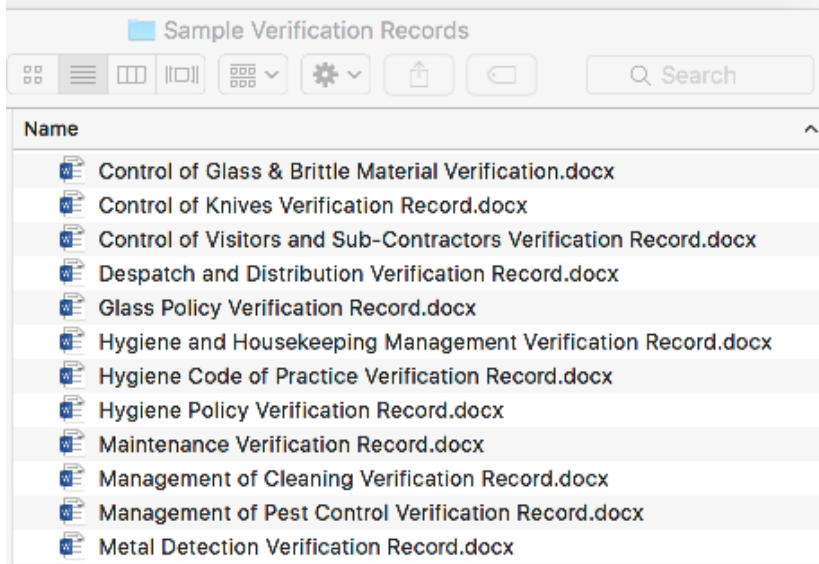 Sample Verification Records
Search
Name
Control of Glass & Brittle Material Verification.docx
Control of Knives Verification Record.docx
Control of Visitors and Sub-Contractors Verification Record.docx
Despatch and Distribution Verification Record.docx
Glass Policy Verification Record.docx
Hygiene and Housekeeping Management Verification Record.docx
Hygiene Code of Practice Verification Record.docx
Hygiene Policy Verification Record.docx
Maintenance Verification Record.docx
Management of Cleaning Verification Record.docx
Management of Pest Control Verification Record.docx
Metal Detection Verification Record.docx